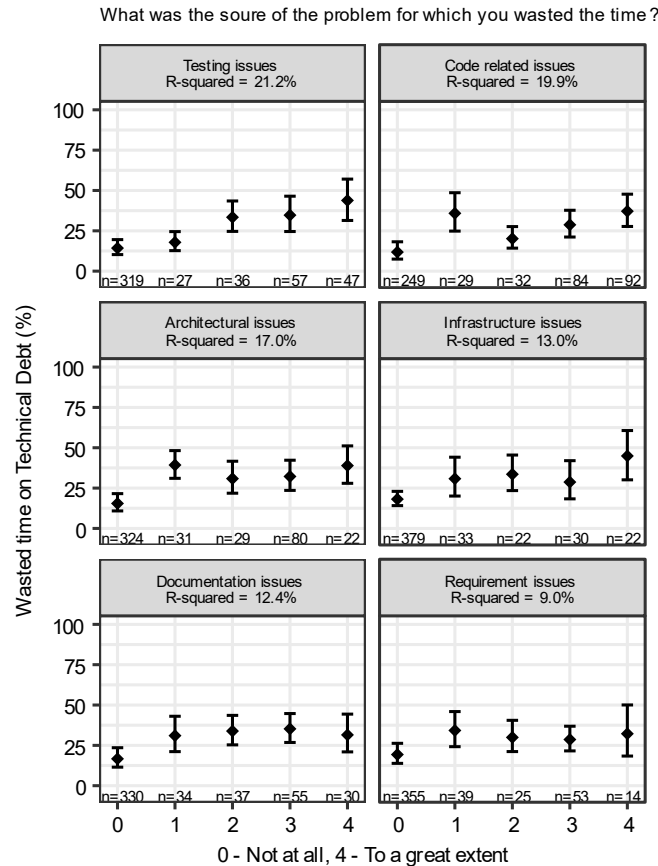 What was the soure of the problem for which you wasted the time?
Testing issues
R-squared = 21.2%
Code related issues
R-squared = 19.9%
100
75
50
25
0
n=319 n=27 n=36 n=57 n=47
n=249 n=29 n=32 n=84 n=92
Architectural issues
R-squared = 17.0%
Infrastructure issues
R-squared = 13.0%
100
75
50
25
0
n=324 n=31 n=29 n=80 n=22
n=379 n=33 n=22 n=30 n=22
Documentation issues
R-squared = 12.4%
Requirement issues
R-squared = 9.0%
100
75
50
25
0
n=330 n=34 n=37 n=55 n=30
n=355 n=39 n=25 n=53 n=14
0 1 2 3 4
0 1 2 3 4
Wasted time on Technical Debt (%)
0 - Not at all, 4 - To a great extent